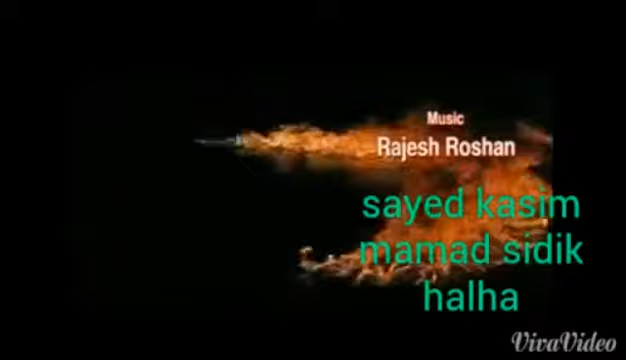 Music
Rajesh Roshan
sayed kasim
mamad sidik
halha
VivaVideo